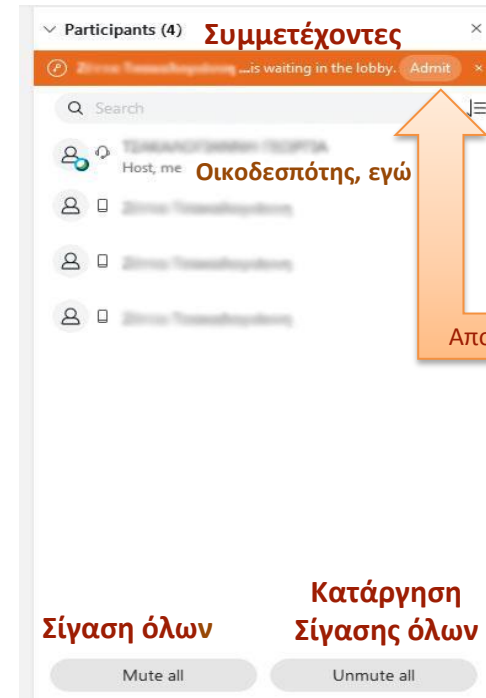 Participants (4) Συμμετέχοντες
...is waiting in the lobby. Admit
Search
Host, me Οικοδεσπότης, εγώ
Κατάργηση
Σίγαση όλων Σίγασης όλων
Mute all Unmute all